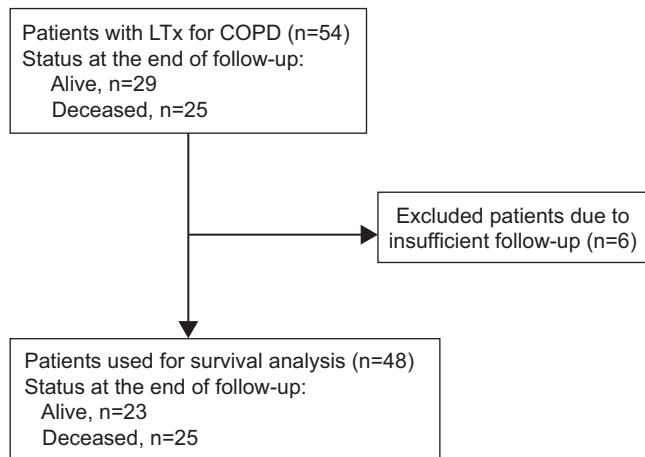 Patients with LTx for COPD (n=54)
Status at the end of follow-up:
Alive, n=29
Deceased, n=25
Excluded patients due to
insufficient follow-up (n=6)
Patients used for survival analysis (n=48)
Status at the end of follow-up:
Alive, n=23
Deceased, n=25